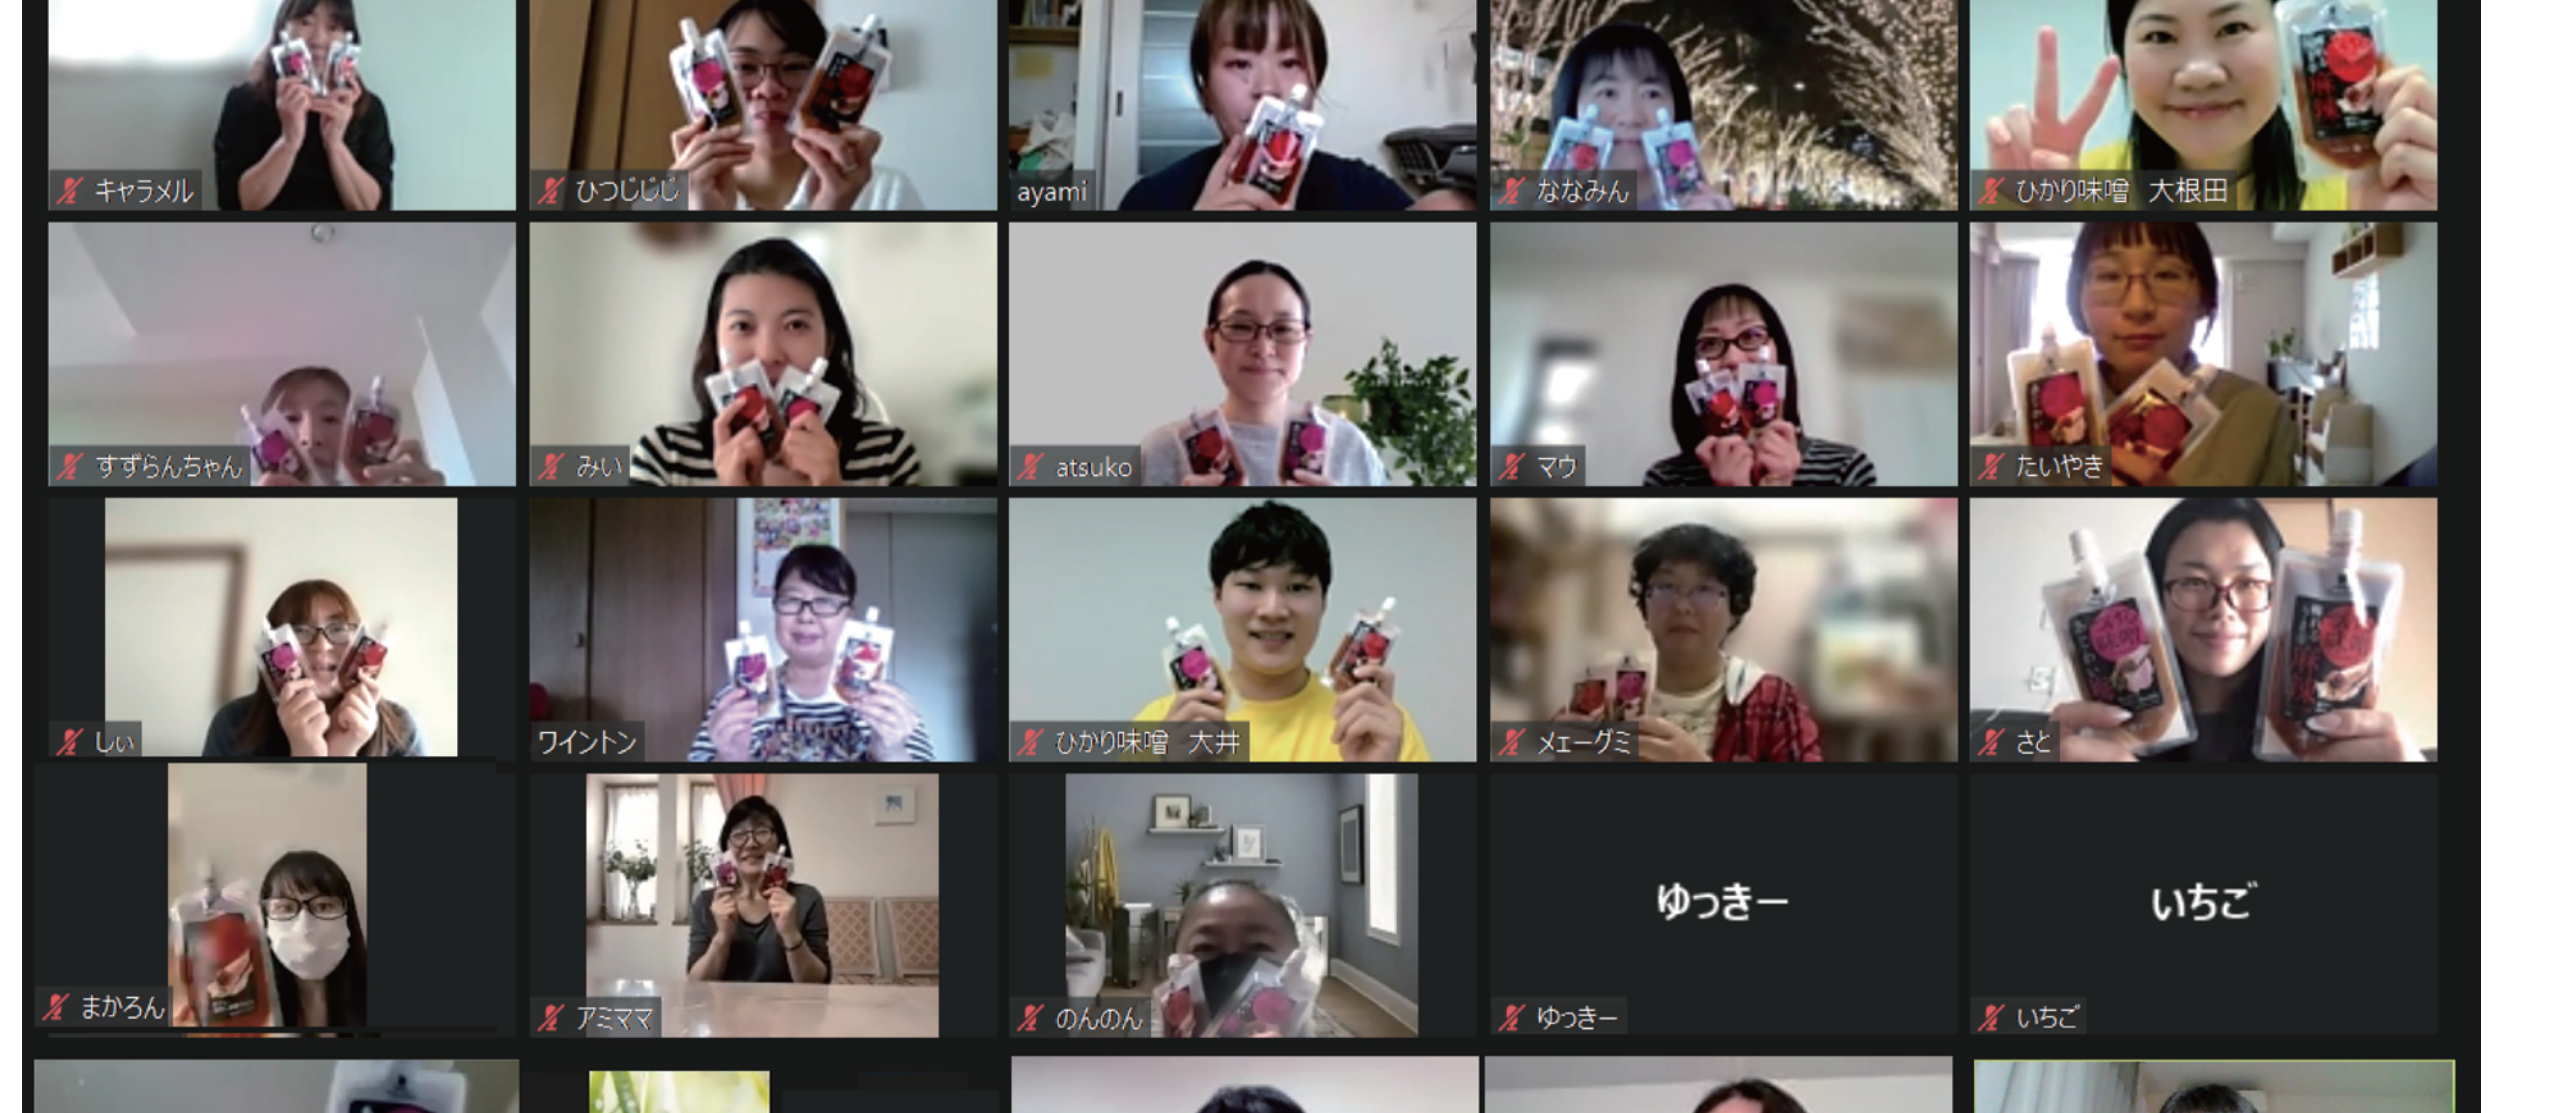 キャラメル
ひつじじじ
ayami
ななみん
ひかり味噌 大根田
すずらんちゃん
みい
atsuko
マウ
たいやき
しぃ
ワイントン
ひかり味噌 大井
メェーグミ
さと
まかろん
アミママ
のんのん
ゆっきー
ゆっきー
いちご
いちご